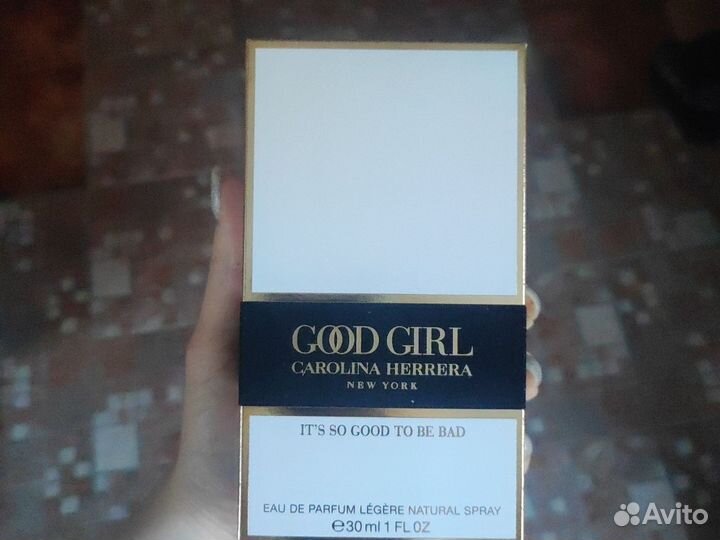 GOOD GIRL
CAROLINA HERRERA
NEW YORK
IT'S SO GOOD TO BE BAD
EAU DE PARFUM LÉGÈRE NATURAL SPRAY
℮30 ml 1 FL OZ
Avito